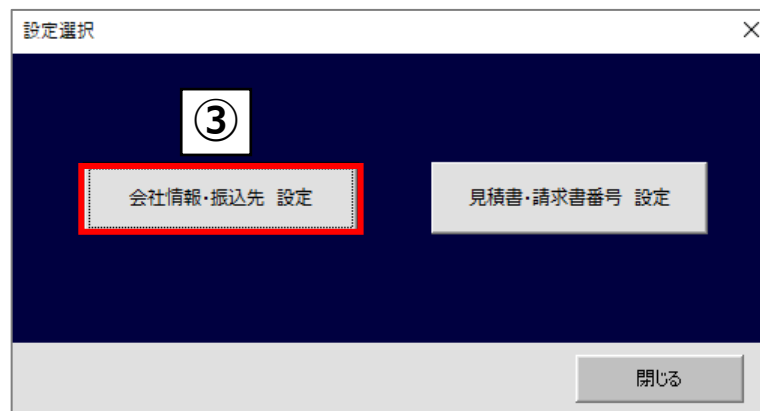 設定選択
③
会社情報・振込先 設定
見積書・請求書番号 設定
閉じる